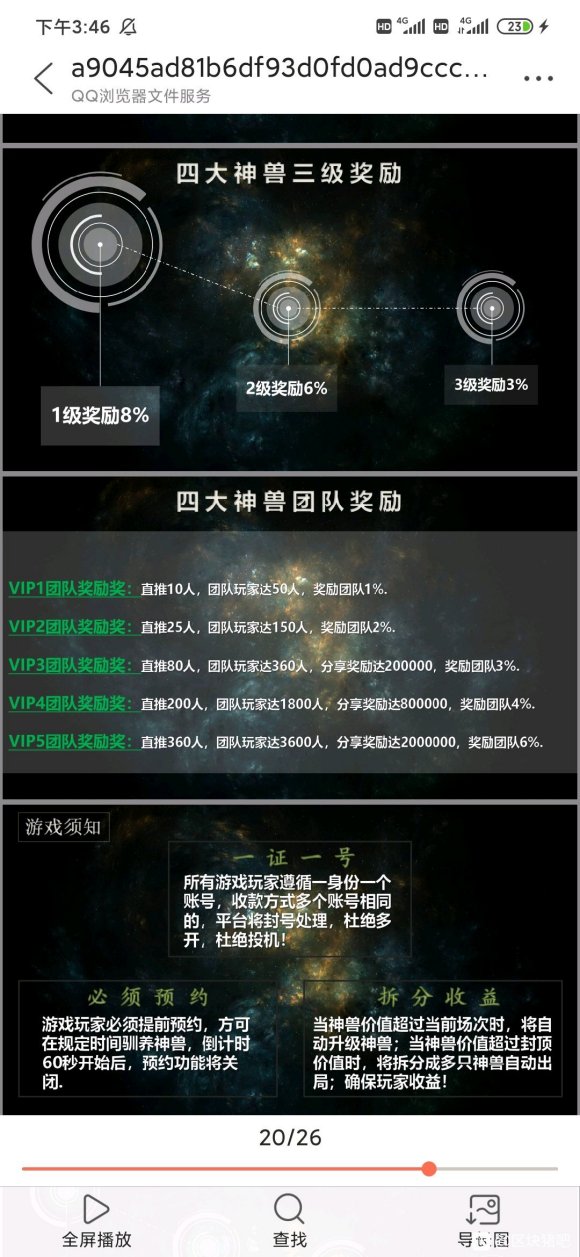 下午3:46
HD 4G HD 4G 23
a9045ad81b6df93d0fd0ad9ccc...
QQ浏览器文件服务
四大神兽三级奖励
1级奖励8%
2级奖励6%
3级奖励3%
四大神兽团队奖励
VIP1团队奖励奖：直推10人，团队玩家达50人，奖励团队1%.
VIP2团队奖励奖：直推25人，团队玩家达150人，奖励团队2%.
VIP3团队奖励奖：直推80人，团队玩家达360人，分享奖励达200000，奖励团队3%.
VIP4团队奖励奖：直推200人，团队玩家达1800人，分享奖励达800000，奖励团队4%.
VIP5团队奖励奖：直推360人，团队玩家达3600人，分享奖励达2000000，奖励团队6%.
游戏须知
一证一号
所有游戏玩家遵循一身份一个
账号，收款方式多个账号相同
的，平台将封号处理，杜绝多
开，杜绝投机！
必须预约
游戏玩家必须提前预约，方可
在规定时间驯养神兽，倒计时
60秒开始后，预约功能将关
闭.
拆分收益
当神兽价值超过当前场次时，将自
动升级神兽；当神兽价值超过封顶
价值时，将拆分成多只神兽自动出
局；确保玩家收益！
20/26
全屏播放
查找
导长图
区块猪吧